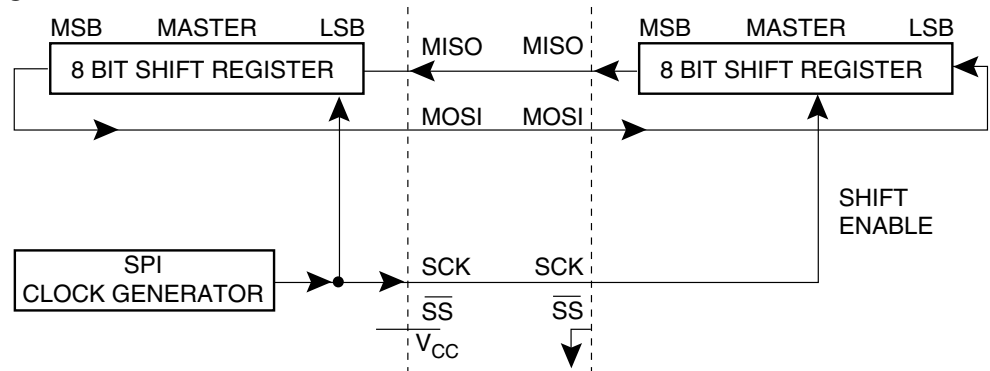 MSB MASTER LSB
8 BIT SHIFT REGISTER
MISO MISO
MSB MASTER LSB
8 BIT SHIFT REGISTER
MOSI MOSI
SHIFT
ENABLE
SPI
CLOCK GENERATOR
SCK SCK
SS SS
VCC